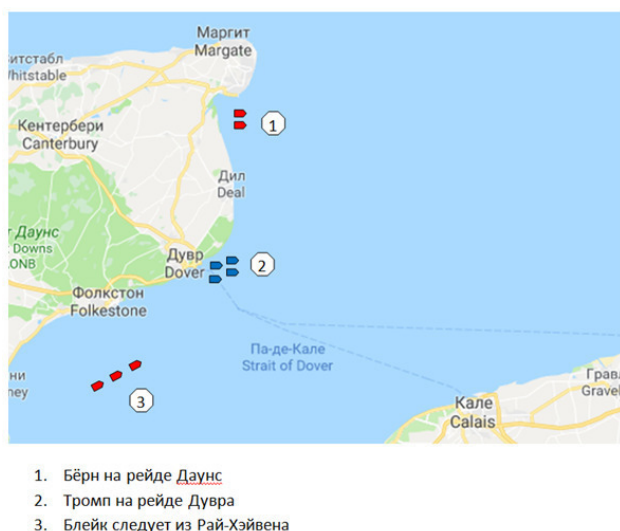 Маргит
Margate
итстабл
Whitstable
Кентербери
Canterbury
1
Дил
Deal
Даунс
Downs
ONB
Дувр
Dover
2
Фолкстон
Folkestone
Па-де-Кале
Strait of Dover
ни
ney
3
Кале
Calais
Грав
Gravel
1. Бёрн на рейде Даунс
2. Тромп на рейде Дувра
3. Блейк следует из Рай-Хэйвена